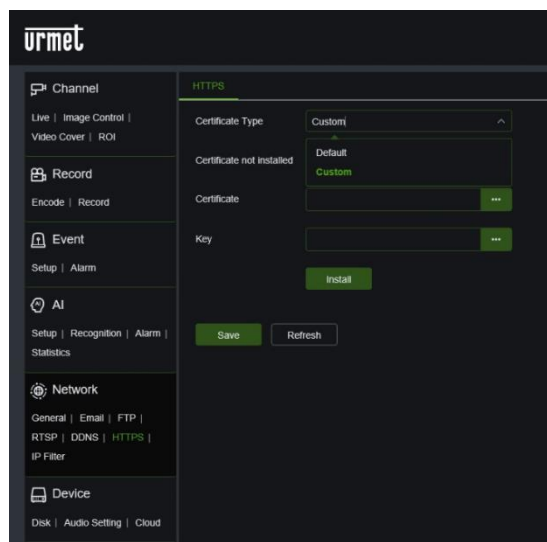 urmet
Channel
Live | Image Control |
Video Cover | ROI
Record
Encode | Record
Event
Setup | Alarm
AI
Setup | Recognition | Alarm |
Statistics
Network
General | Email | FTP |
RTSP | DDNS | HTTPS |
IP Filter
Device
Disk | Audio Setting | Cloud
HTTPS
Certificate Type Custom
Default
Custom
Certificate not installed
Certificate ...
Key ...
Install
Save Refresh